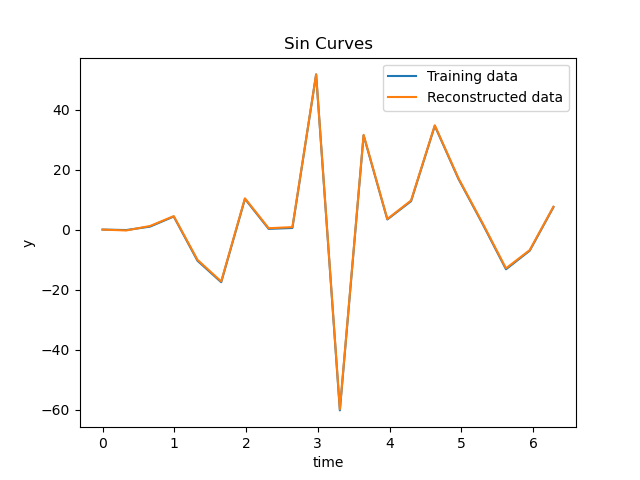 Sin Curves
Training data
Reconstructed data
40
20
0
−20
−40
−60
y
0 1 2 3 4 5 6
time